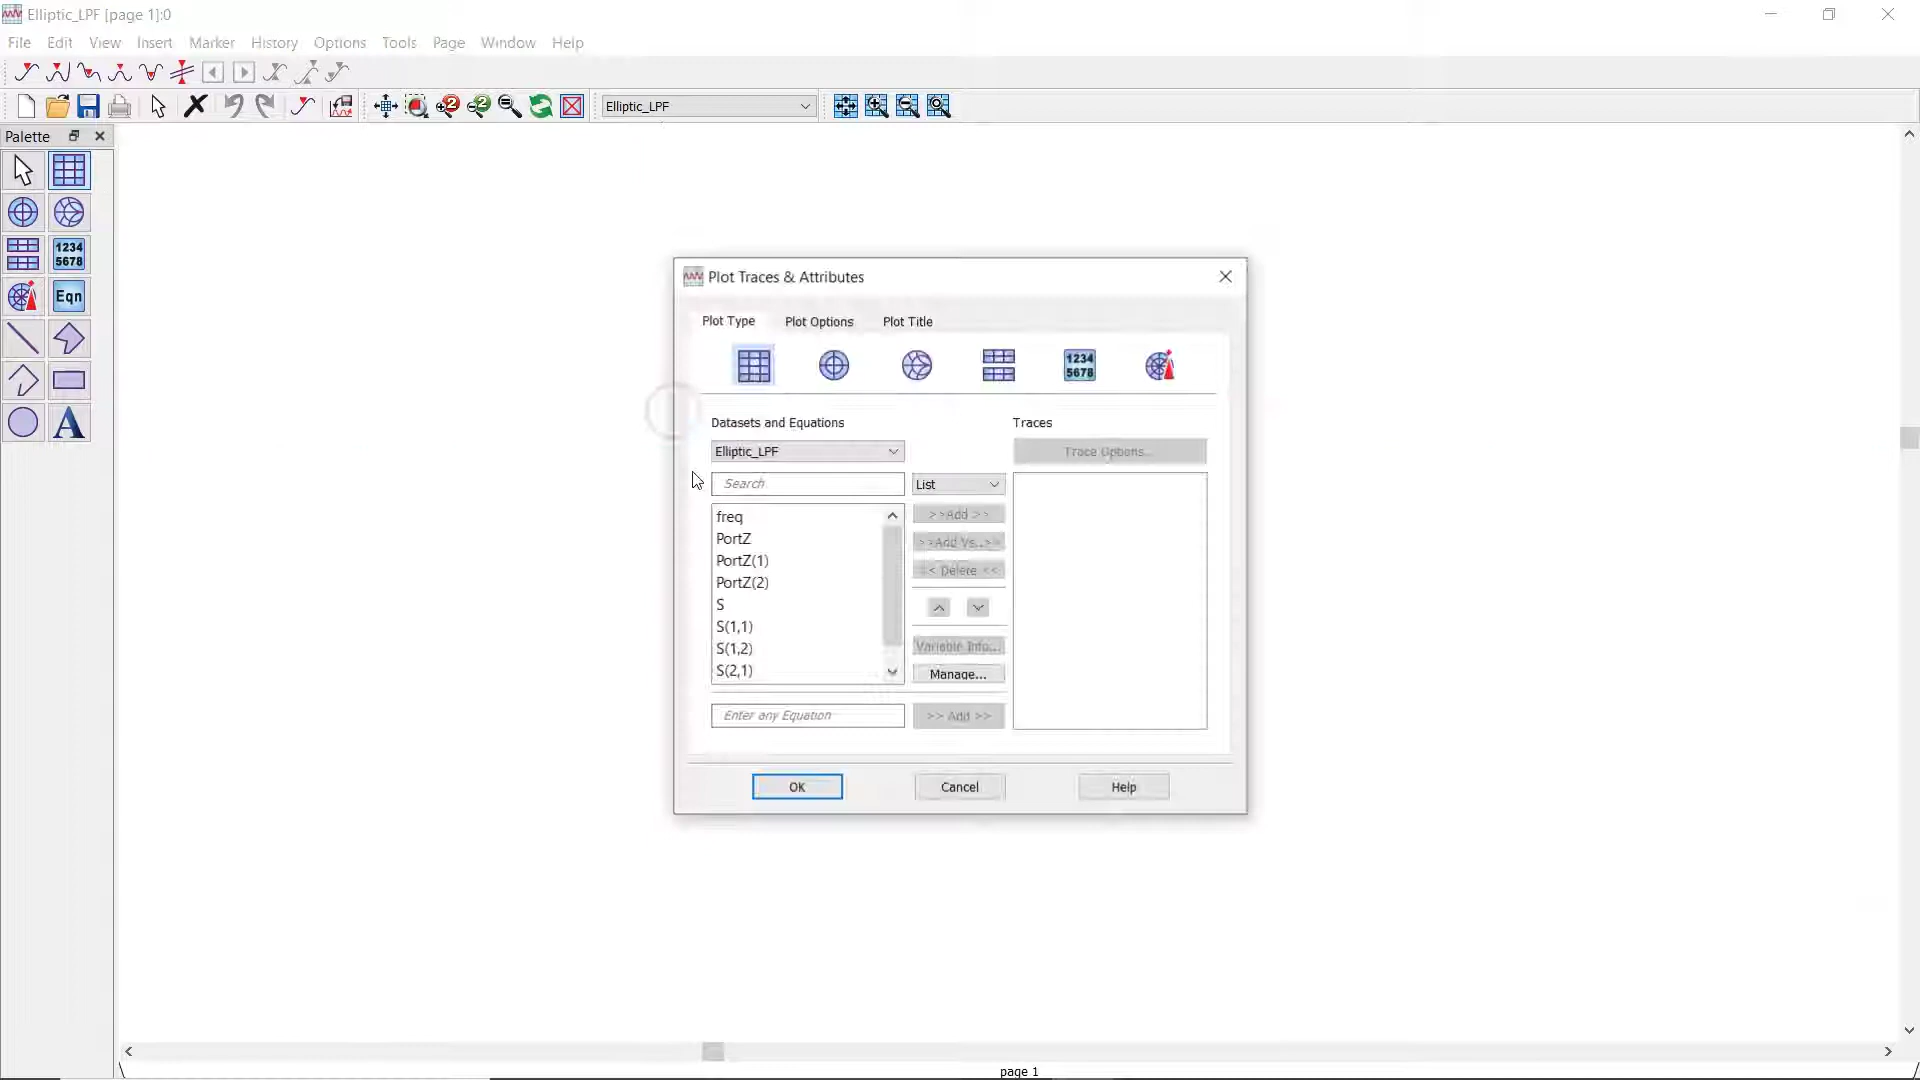 Elliptic_LPF [page 1]:0
File Edit View Insert Marker History Options Tools Page Window Help
Elliptic_LPF
Palette
1234
5678
Eqn
A
Plot Traces & Attributes
Plot Type Plot Options Plot Title
1234
5678
Datasets and Equations
Traces
Elliptic_LPF
Trace Options...
Search
List
freq
PortZ
PortZ(1)
PortZ(2)
S
S(1,1)
S(1,2)
S(2,1)
>>Add >>
>>Add Vs..>>
<< Delete <<
Variable Info...
Manage...
Enter any Equation
>> Add >>
OK
Cancel
Help
page 1